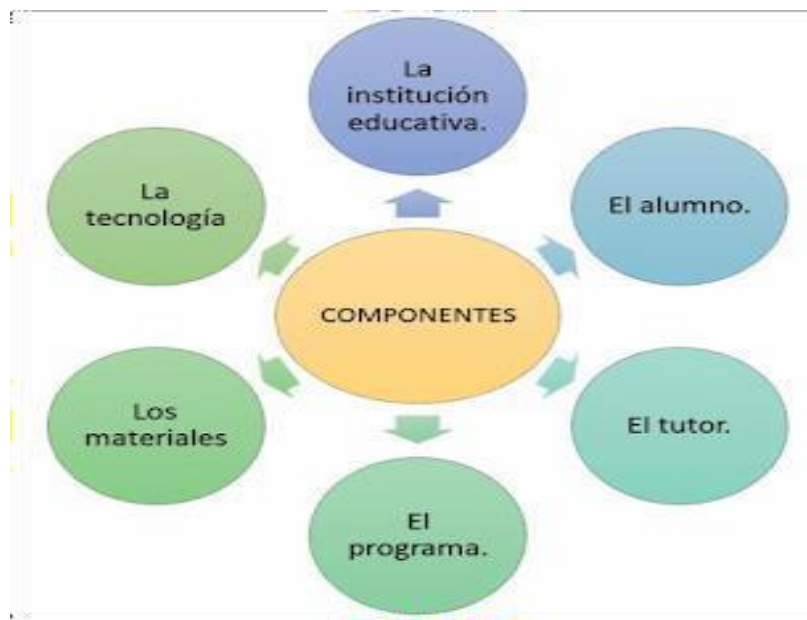 La
institución
educativa.
La
tecnología
El alumno.
COMPONENTES
Los
materiales
El tutor.
El
programa.